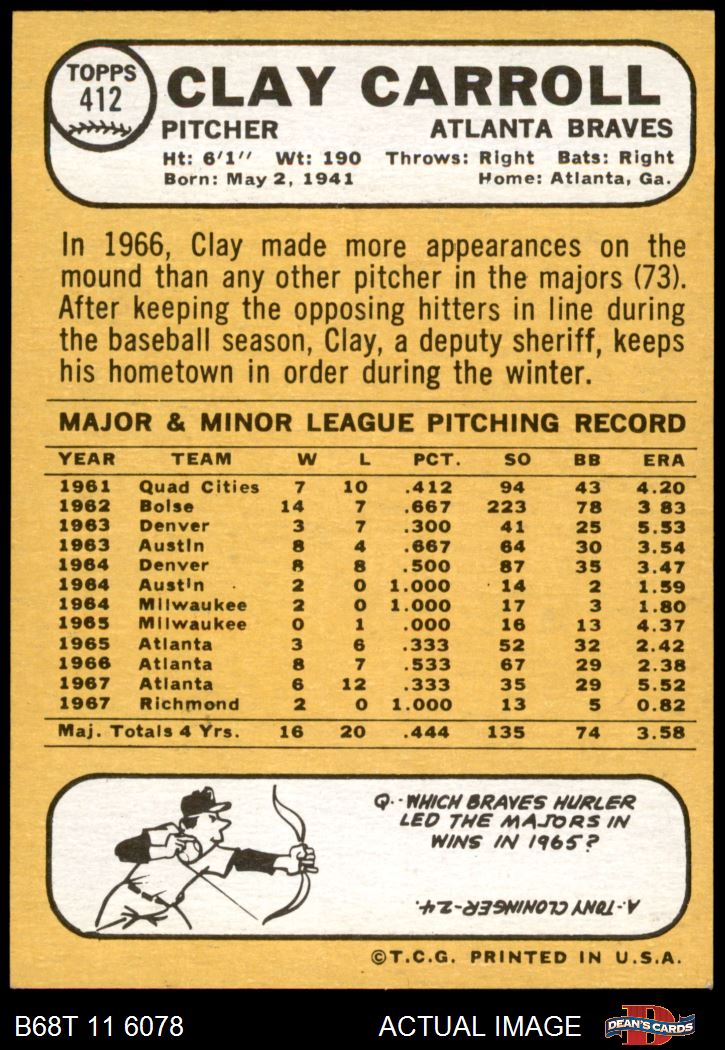 TOPPS
412
CLAY CARROLL
PITCHER ATLANTA BRAVES
Ht: 6'1" Wt: 190 Throws: Right Bats: Right
Born: May 2, 1941 Home: Atlanta, Ga.
In 1966, Clay made more appearances on the
mound than any other pitcher in the majors (73).
After keeping the opposing hitters in line during
the baseball season, Clay, a deputy sheriff, keeps
his hometown in order during the winter.
MAJOR & MINOR LEAGUE PITCHING RECORD
YEAR TEAM W L PCT. SO BB ERA
1961 Quad Cities 7 10 .412 94 43 4.20
1962 Boise 14 7 .667 223 78 3 83
1963 Denver 3 7 .300 41 25 5.53
1963 Austin 8 4 .667 64 30 3.54
1964 Denver 8 8 .500 87 35 3.47
1964 Austin 2 0 1.000 14 2 1.59
1964 Milwaukee 2 0 1.000 17 3 1.80
1965 Milwaukee 0 1 .000 16 13 4.37
1965 Atlanta 3 6 .333 52 32 2.42
1966 Atlanta 8 7 .533 67 29 2.38
1967 Atlanta 6 12 .333 35 29 5.52
1967 Richmond 2 0 1.000 13 5 0.82
Maj. Totals 4 Yrs. 16 20 .444 135 74 3.58
Q.-WHICH BRAVES HURLER
LED THE MAJORS IN
WINS IN 1965?
A-TONY CLONINGER-24.
©T.C.G. PRINTED IN U.S.A.
B68T 11 6078 ACTUAL IMAGE
DEAN'S CARDS